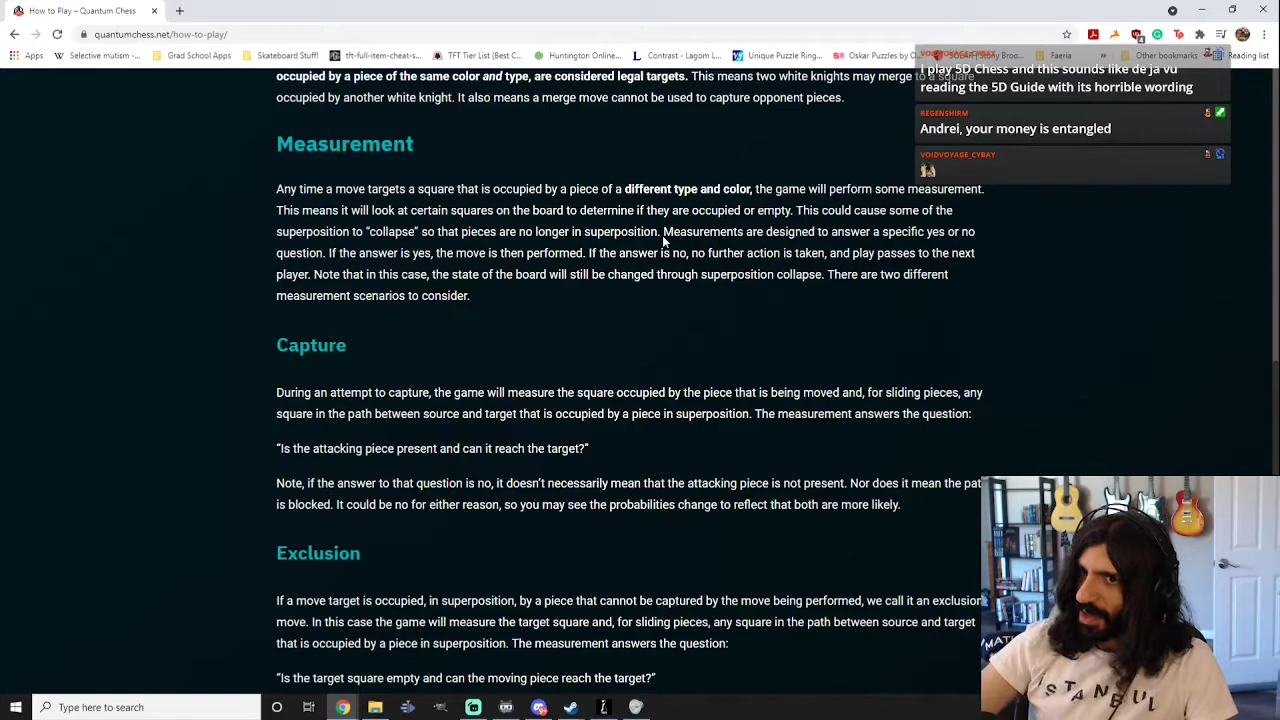 How to Play - Quantum Chess
quantumchess.net/how-to-play/
Apps
Selective mutism -...
Grad School Apps
Skateboard Stuff!
tft-full-item-cheat-s...
TFT Tier List (Best C...
Huntington Online...
Contrast - Lagom L...
Unique Puzzle Ring...
Oskar Puzzles by O...
SOLAR | Stony Broo...
Faeria
Other bookmarks
Reading list
VOIDVOYAGE_CYBAY
I play 5D Chess and this sounds like de ja vu
reading the 5D Guide with its horrible wording
REGENSHIRM
Andrei, your money is entangled
VOIDVOYAGE_CYBAY
occupied by a piece of the same color and type, are considered legal targets. This means two white knights may merge to a square
occupied by another white knight. It also means a merge move cannot be used to capture opponent pieces.
Measurement
Any time a move targets a square that is occupied by a piece of a different type and color, the game will perform some measurement.
This means it will look at certain squares on the board to determine if they are occupied or empty. This could cause some of the
superposition to “collapse” so that pieces are no longer in superposition. Measurements are designed to answer a specific yes or no
question. If the answer is yes, the move is then performed. If the answer is no, no further action is taken, and play passes to the next
player. Note that in this case, the state of the board will still be changed through superposition collapse. There are two different
measurement scenarios to consider.
Capture
During an attempt to capture, the game will measure the square occupied by the piece that is being moved and, for sliding pieces, any
square in the path between source and target that is occupied by a piece in superposition. The measurement answers the question:
“Is the attacking piece present and can it reach the target?”
Note, if the answer to that question is no, it doesn’t necessarily mean that the attacking piece is not present. Nor does it mean the pat
is blocked. It could be no for either reason, so you may see the probabilities change to reflect that both are more likely.
Exclusion
If a move target is occupied, in superposition, by a piece that cannot be captured by the move being performed, we call it an exclusion
move. In this case the game will measure the target square and, for sliding pieces, any square in the path between source and target
that is occupied by a piece in superposition. The measurement answers the question:
“Is the target square empty and can the moving piece reach the target?”
ISTANBUL
Type here to search